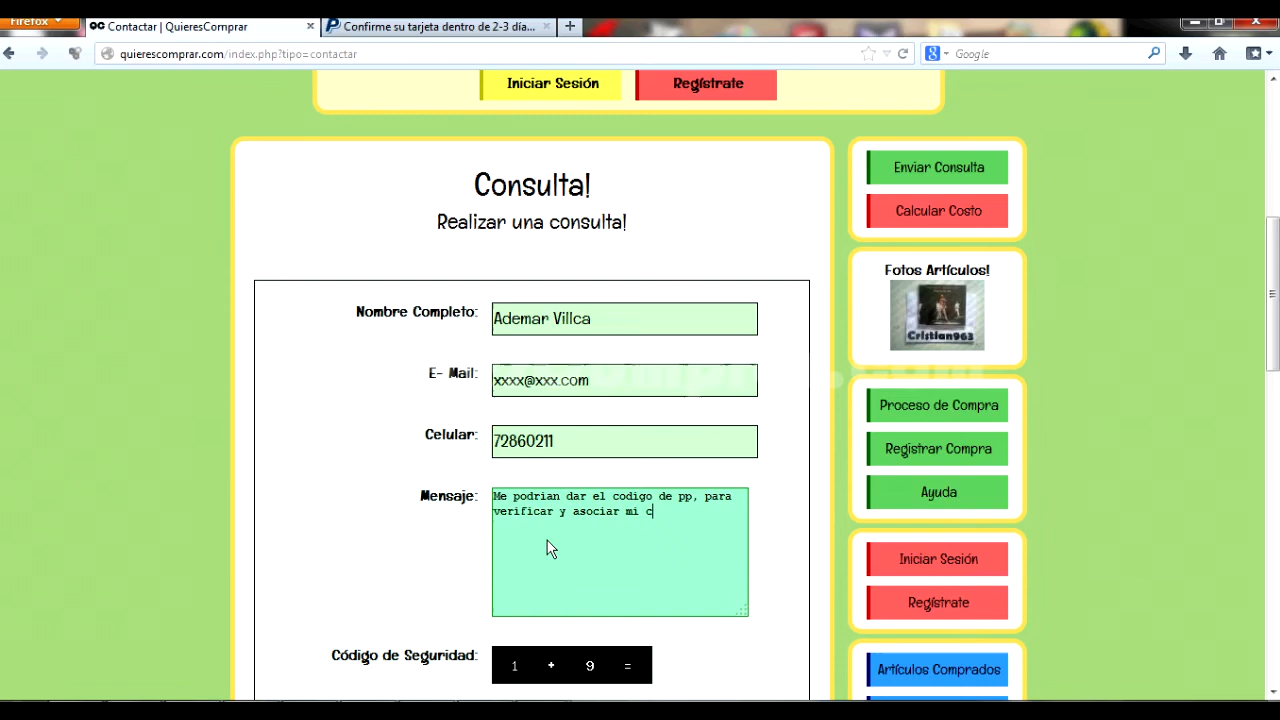 Firefox
Contactar | QuieresComprar
Confirme su tarjeta dentro de 2-3 día...
quierescomprar.com/index.php?tipo=contactar
Google
Iniciar Sesión
Regístrate
Consulta!
Realizar una consulta!
Nombre Completo:
Ademar Villca
E- Mail:
xxxx@xxx.com
Celular:
72860211
Mensaje:
Me podrian dar el codigo de pp, para
verificar y asociar mi c
Código de Seguridad:
1 + 9 =
Enviar Consulta
Calcular Costo
Fotos Artículos!
Cristian963
Proceso de Compra
Registrar Compra
Ayuda
Iniciar Sesión
Regístrate
Artículos Comprados